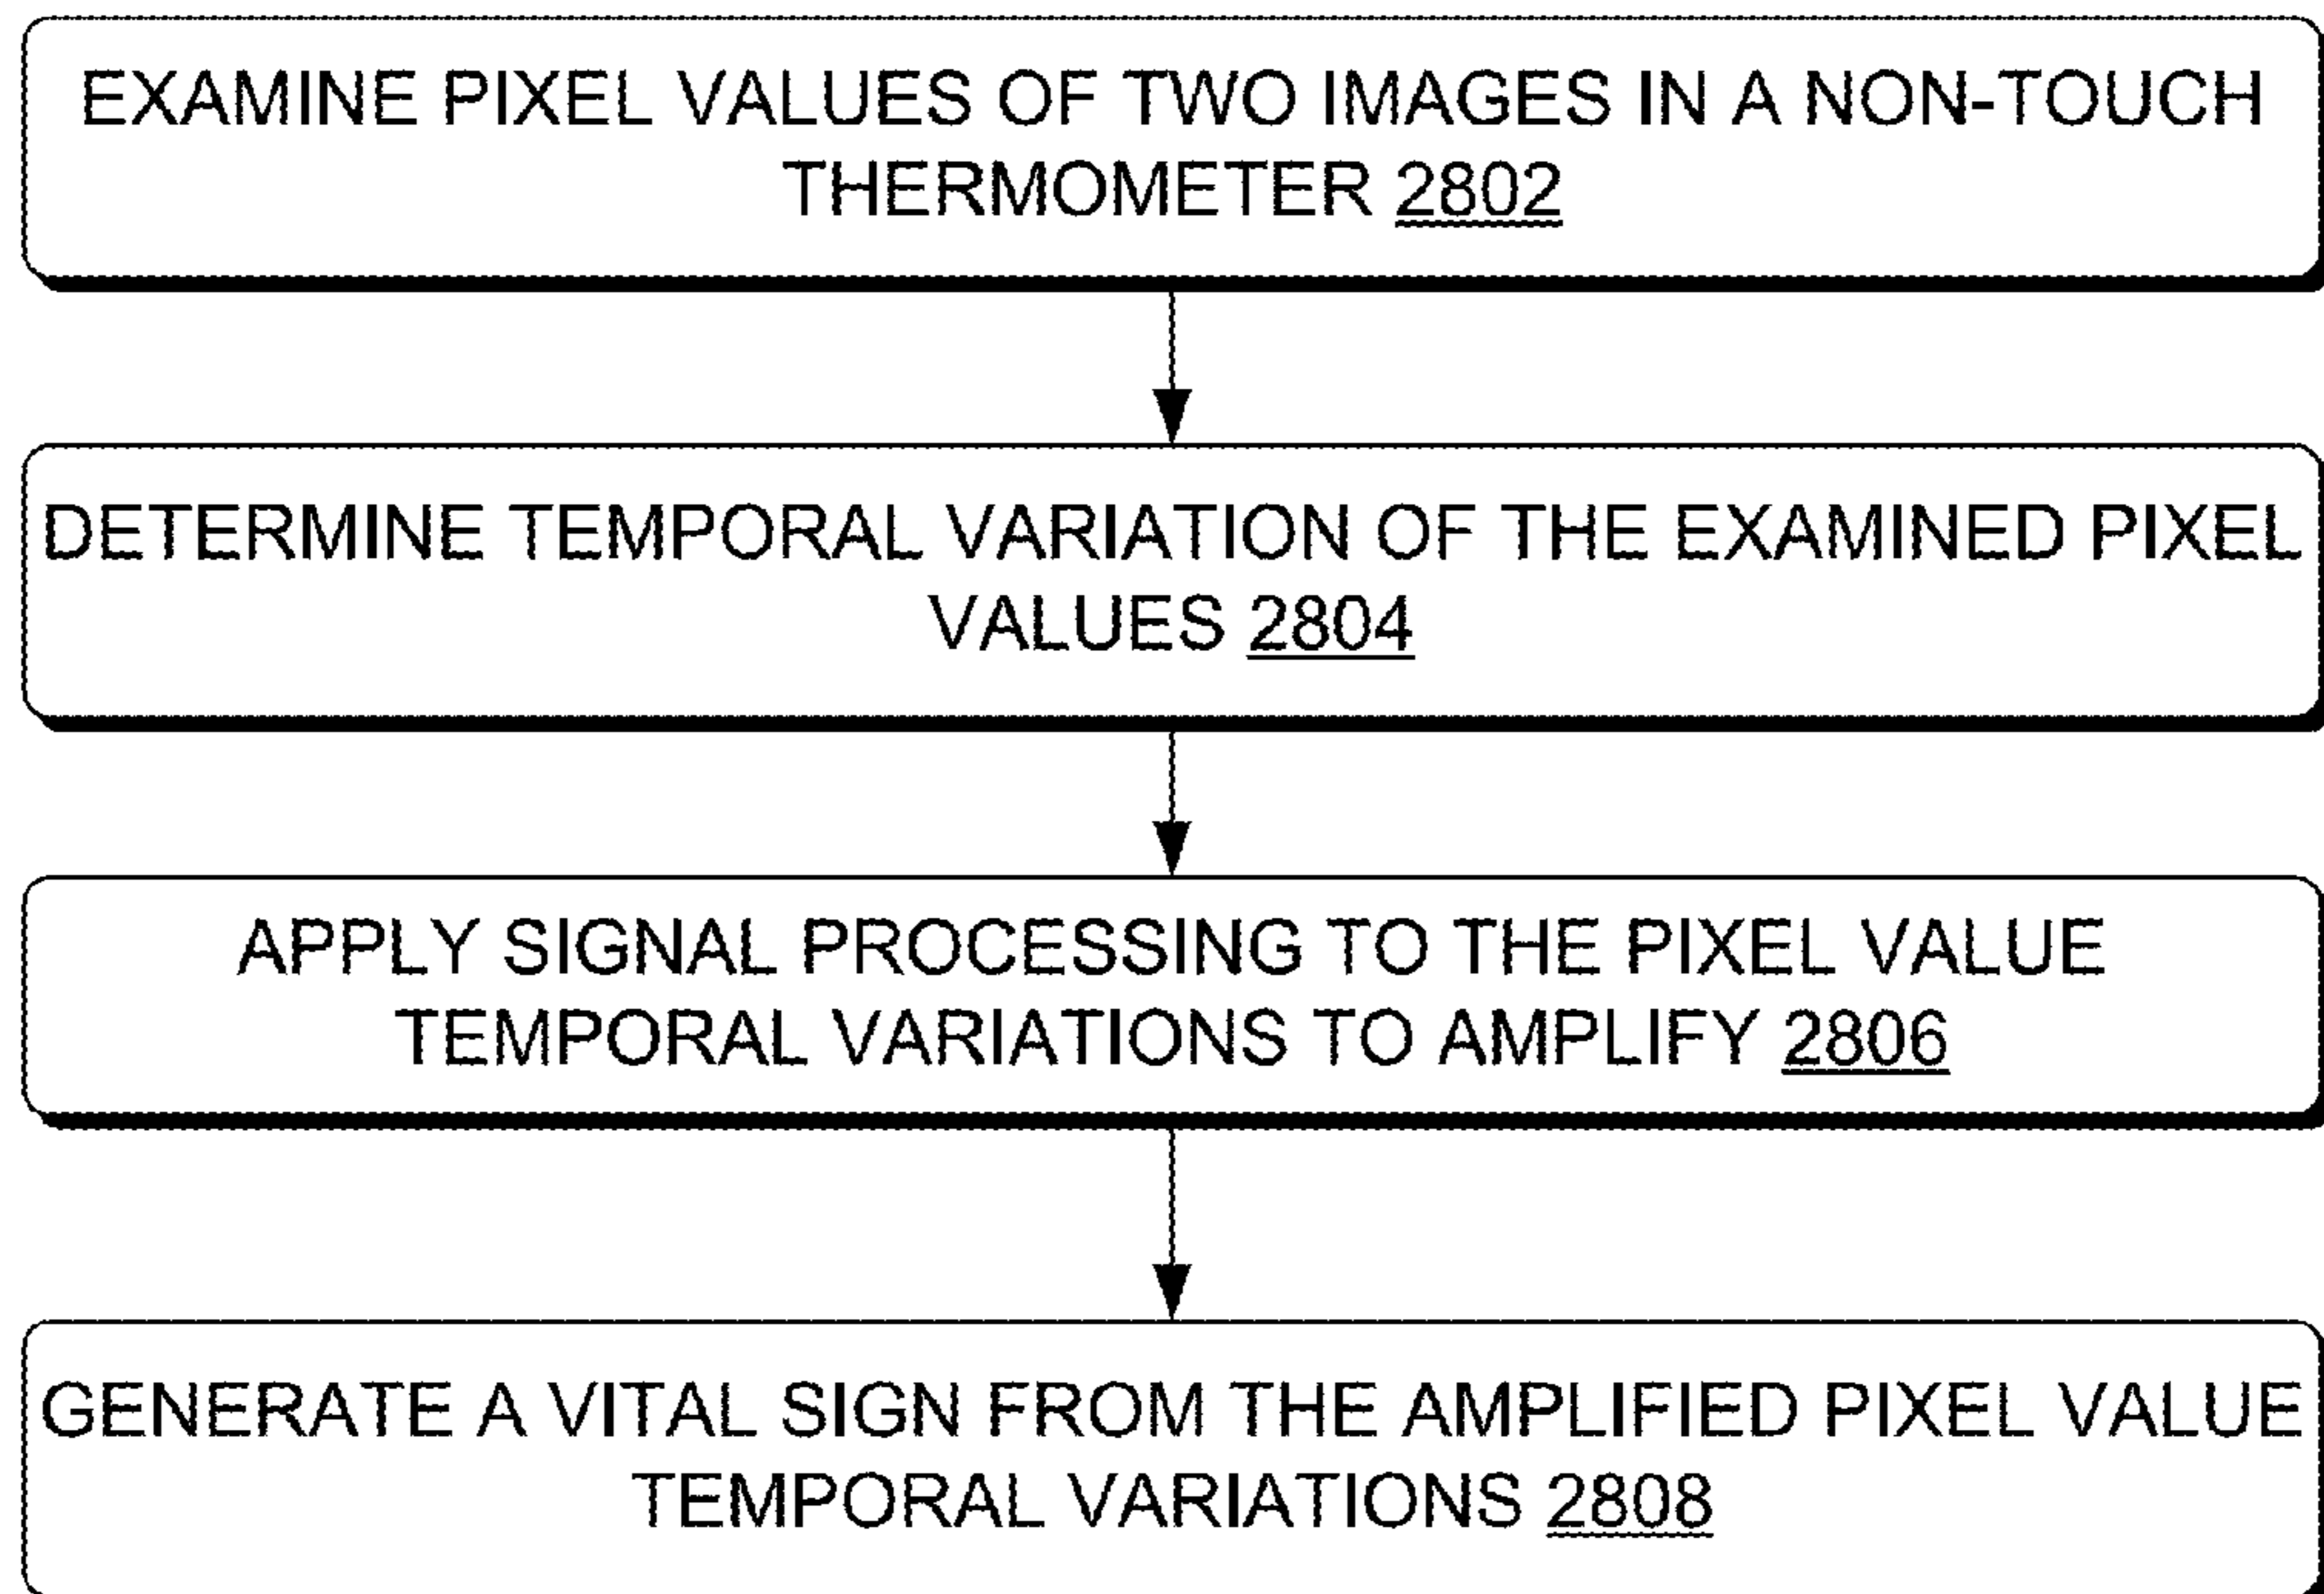 EXAMINE PIXEL VALUES OF TWO IMAGES IN A NON-TOUCH
THERMOMETER 2802
DETERMINE TEMPORAL VARIATION OF THE EXAMINED PIXEL
VALUES 2804
APPLY SIGNAL PROCESSING TO THE PIXEL VALUE
TEMPORAL VARIATIONS TO AMPLIFY 2806
GENERATE A VITAL SIGN FROM THE AMPLIFIED PIXEL VALUE
TEMPORAL VARIATIONS 2808